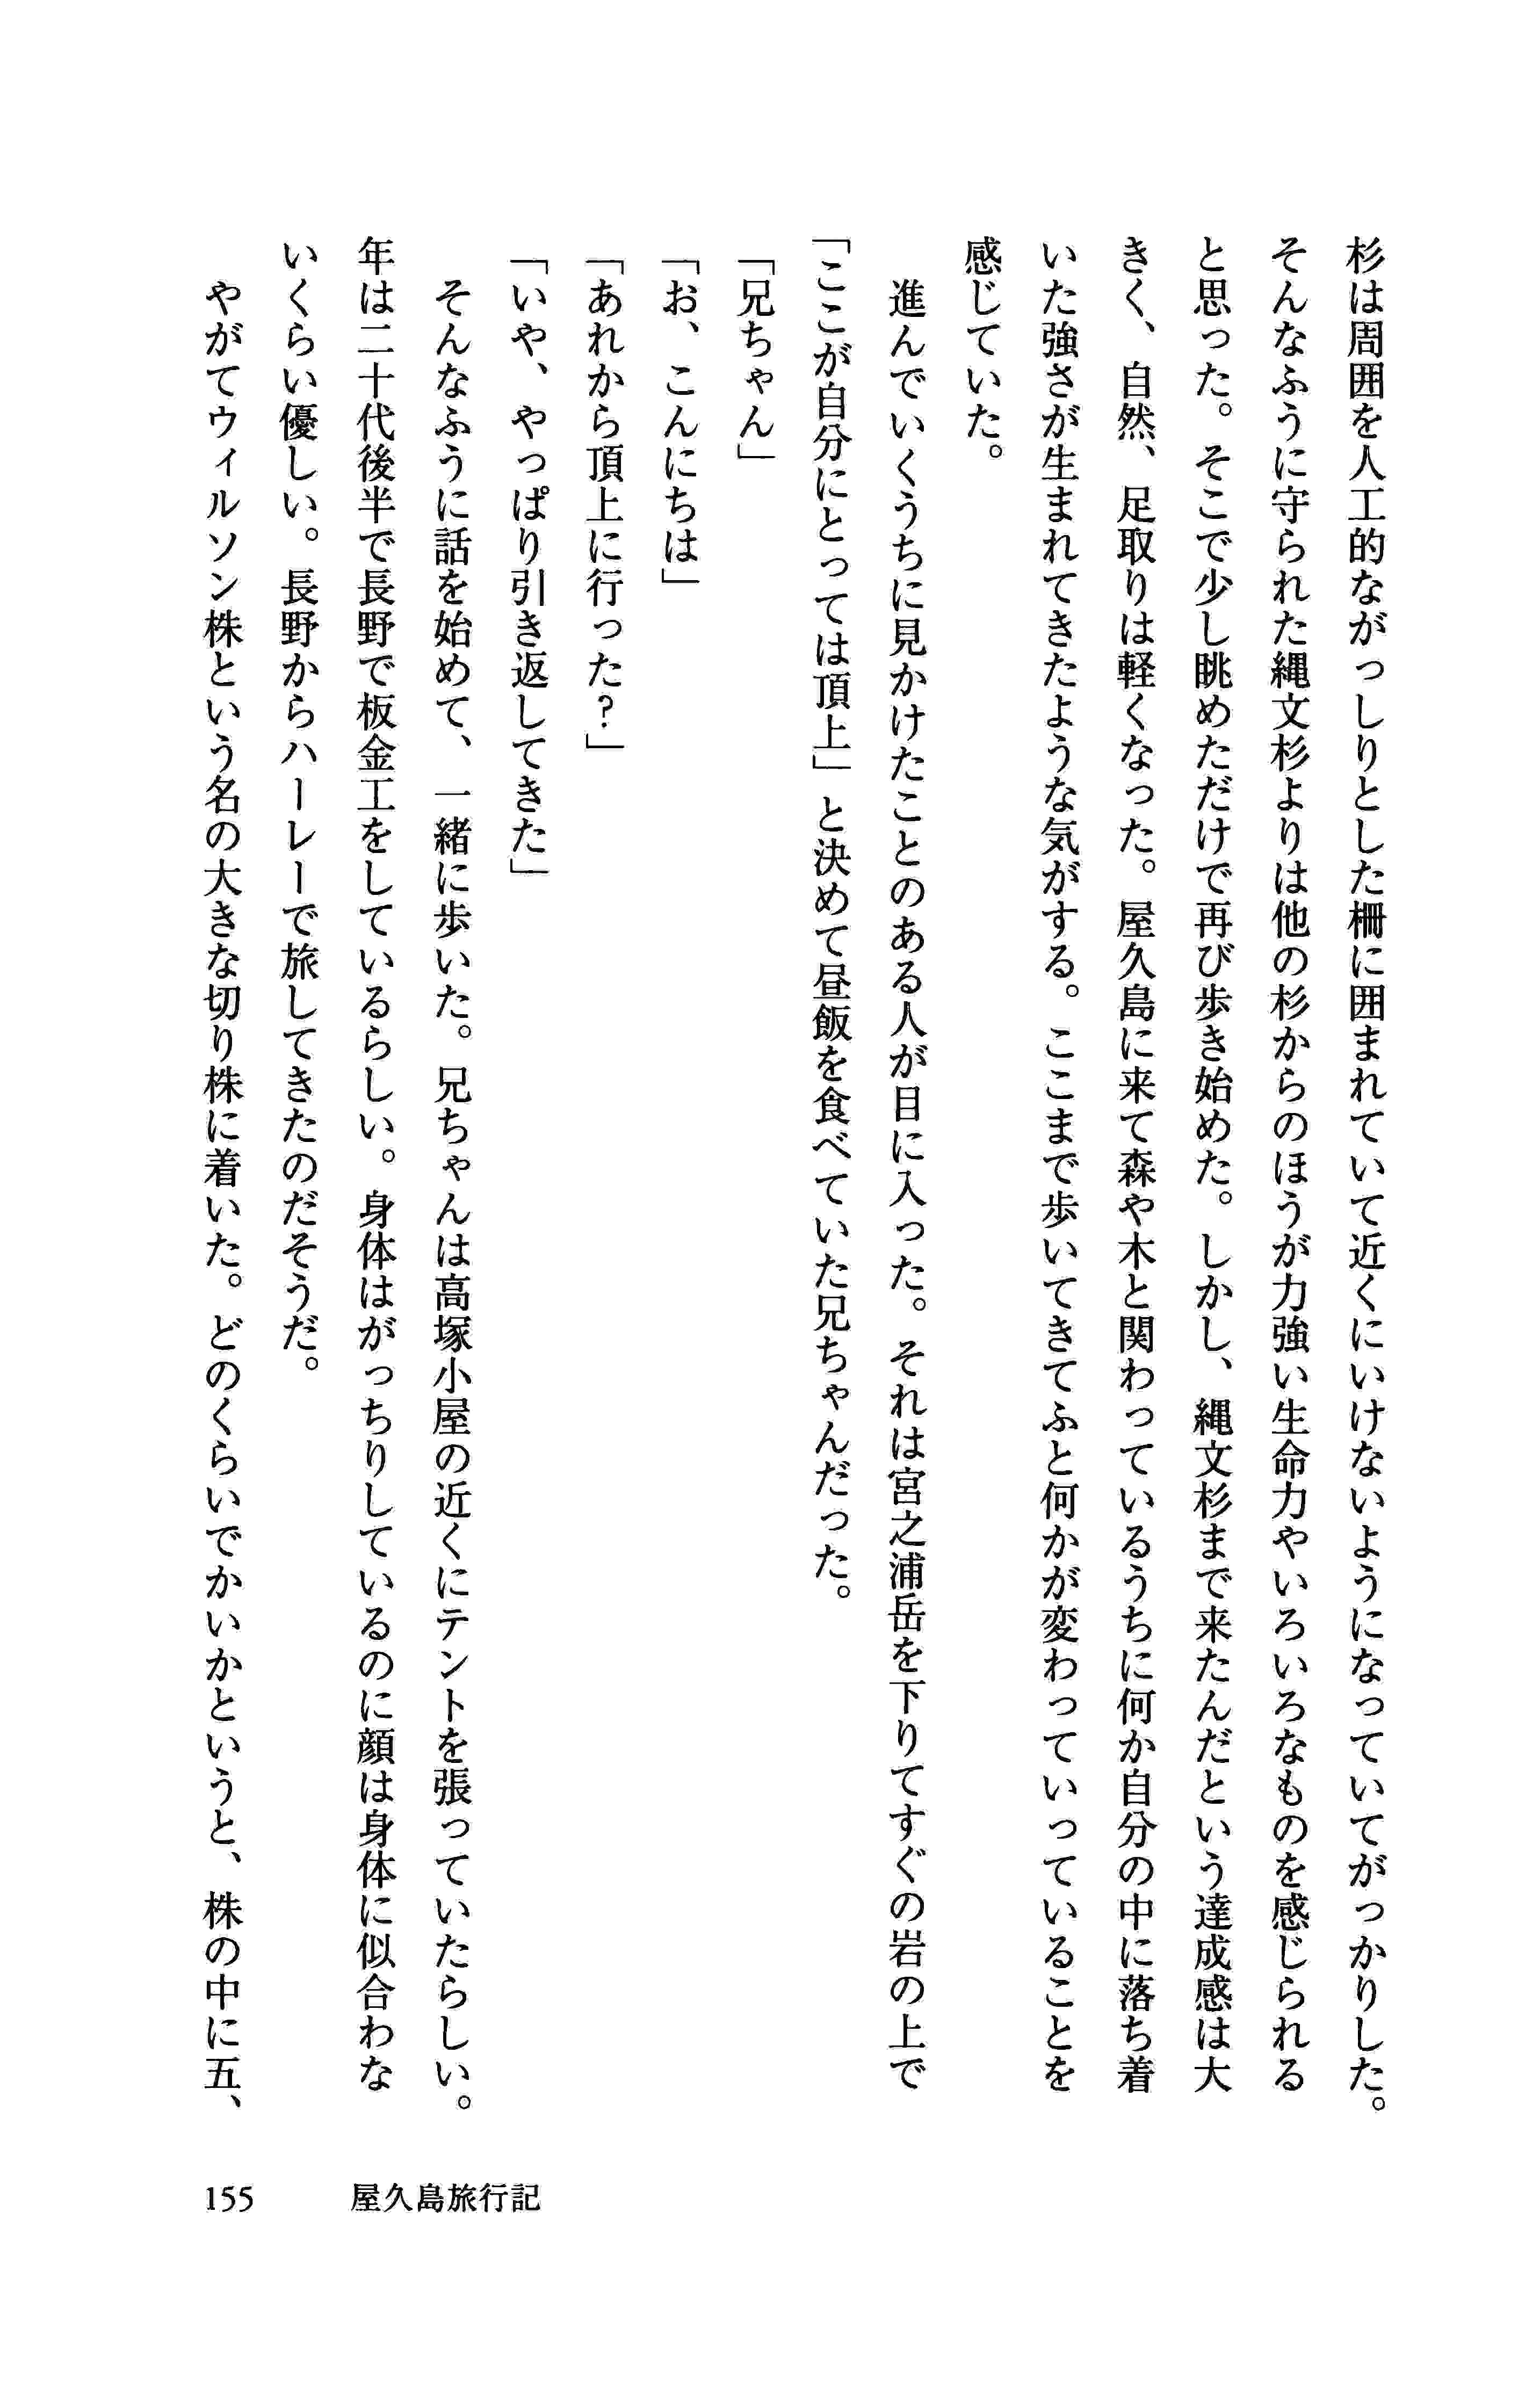 杉は周囲を人工的ながっしりとした柵に囲まれていて近くにいけないようになっていてがっかりした。
そんなふうに守られた縄文杉よりは他の杉からのほうが力強い生命力やいろいろなものを感じられる
と思った。そこで少し眺めただけで再び歩き始めた。しかし、縄文杉まで来たんだという達成感は大
きく、自然、足取りは軽くなった。屋久島に来て森や木と関わっているうちに何か自分の中に落ち着
いた強さが生まれてきたような気がする。ここまで歩いてきてふと何かが変わっていっていることを
感じていた。
　進んでいくうちに見かけたことのある人が目に入った。それは宮之浦岳を下りてすぐの岩の上で
「ここが自分にとっては頂上」と決めて昼飯を食べていた兄ちゃんだった。
「兄ちゃん」
「お、こんにちは」
「あれから頂上に行った？」
「いや、やっぱり引き返してきた」
　そんなふうに話を始めて、一緒に歩いた。兄ちゃんは高塚小屋の近くにテントを張っていたらしい。
年は二十代後半で長野で板金工をしているらしい。身体はがっちりしているのに顔は身体に似合わな
いくらい優しい。長野からハーレーで旅してきたのだそうだ。
　やがてウィルソン株という名の大きな切り株に着いた。どのくらいでかいかというと、株の中に五、
155　屋久島旅行記